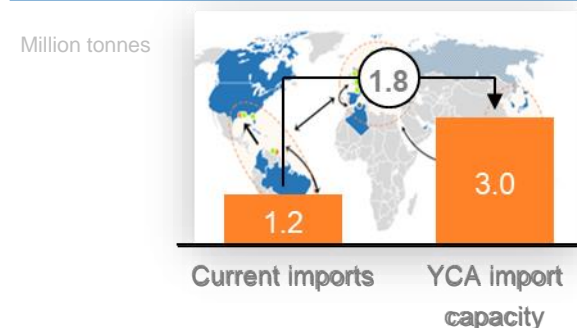 Million tonnes
1.8
3.0
1.2
Current imports
YCA import
capacity